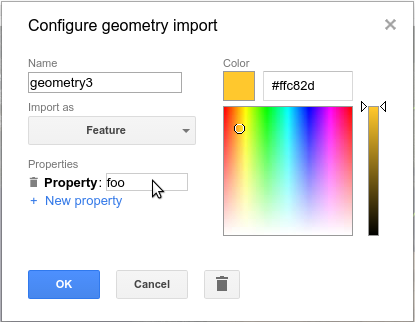 Configure geometry import
Name
geometry3
Import as
Feature
Properties
Property: foo
+ New property
Color
#ffc82d
OK
Cancel